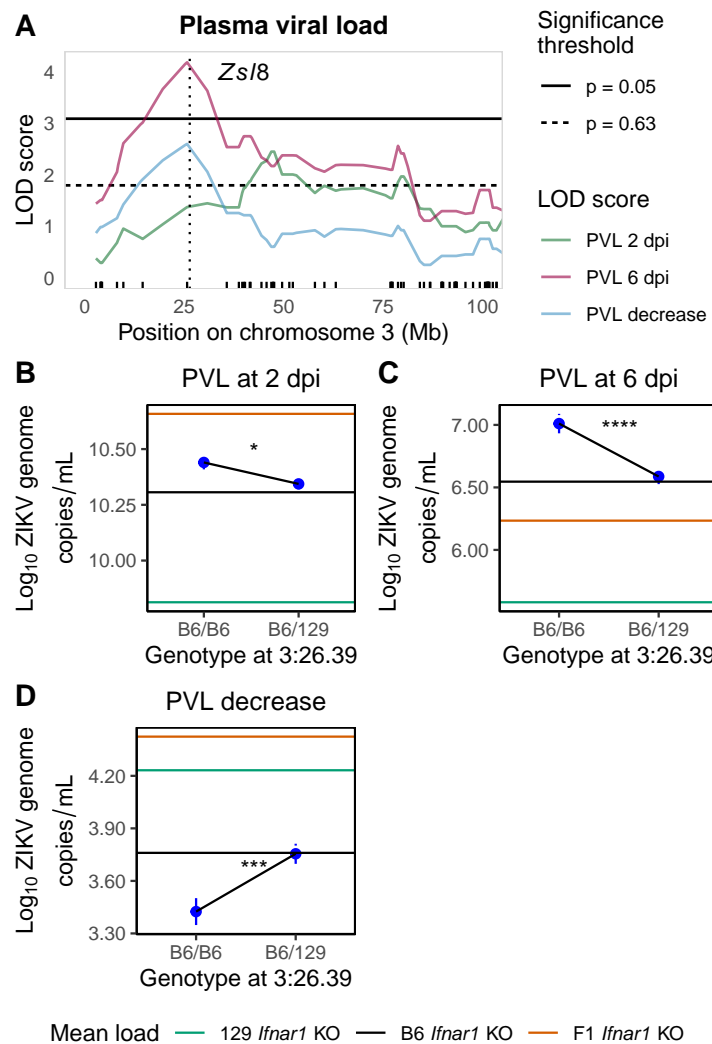 A
Plasma viral load
Zsl8
LOD score
4
3
2
1
0
0
25
50
75
100
Position on chromosome 3 (Mb)
Significance
threshold
p = 0.05
p = 0.63
LOD score
PVL 2 dpi
PVL 6 dpi
PVL decrease
B
PVL at 2 dpi
Log10 ZIKV genome
copies/mL
10.50
10.25
10.00
*
B6/B6
B6/129
Genotype at 3:26.39
C
PVL at 6 dpi
Log10 ZIKV genome
copies/mL
7.00
6.50
6.00
****
B6/B6
B6/129
Genotype at 3:26.39
D
PVL decrease
Log10 ZIKV genome
copies/mL
4.20
3.90
3.60
3.30
***
B6/B6
B6/129
Genotype at 3:26.39
Mean load
129 Ifnar1 KO
B6 Ifnar1 KO
F1 Ifnar1 KO